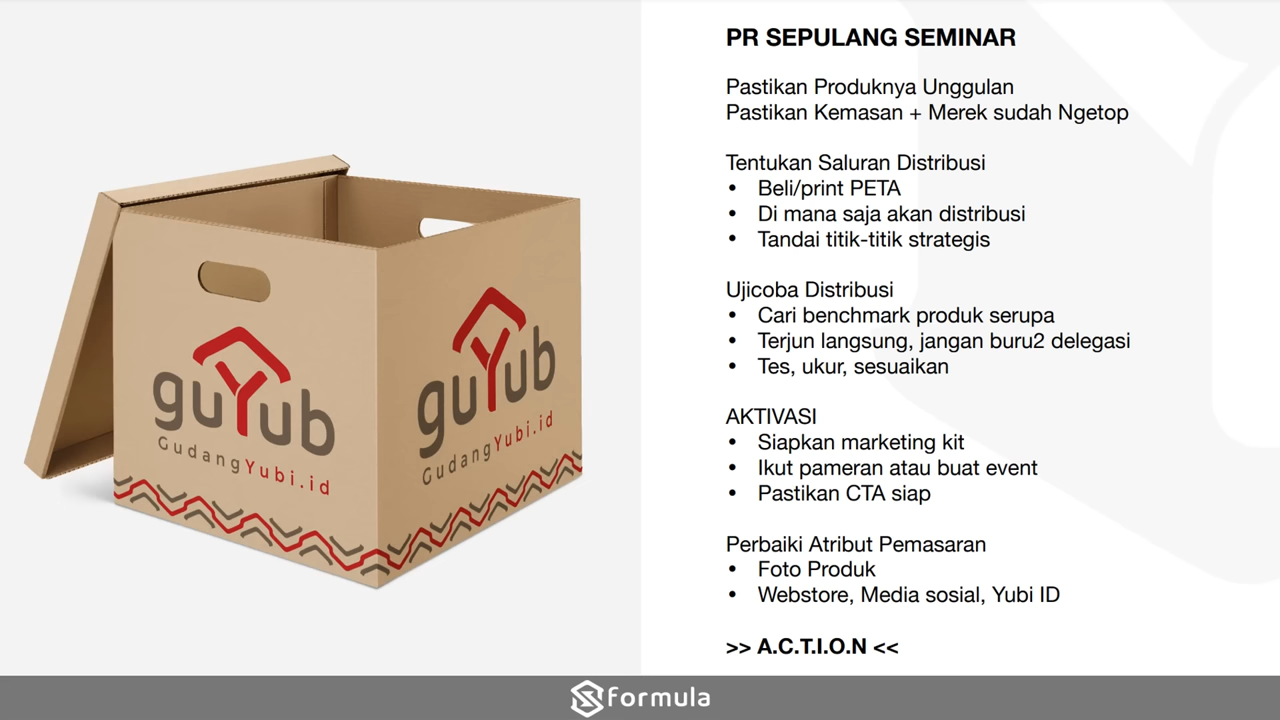 guYub
GudangYubi.id
guYub
GudangYubi.id
PR SEPULANG SEMINAR
Pastikan Produknya Unggulan
Pastikan Kemasan + Merek sudah Ngetop
Tentukan Saluran Distribusi
• Beli/print PETA
• Di mana saja akan distribusi
• Tandai titik-titik strategis
Ujicoba Distribusi
• Cari benchmark produk serupa
• Terjun langsung, jangan buru2 delegasi
• Tes, ukur, sesuaikan
AKTIVASI
• Siapkan marketing kit
• Ikut pameran atau buat event
• Pastikan CTA siap
Perbaiki Atribut Pemasaran
• Foto Produk
• Webstore, Media sosial, Yubi ID
>> A.C.T.I.O.N <<
formula